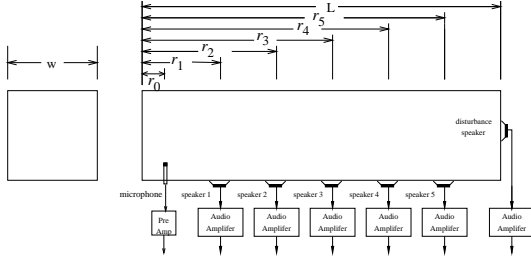 L
r5
r4
r3
r2
w
r1
r0
disturbance
speaker
microphone
speaker 1
speaker 2
speaker 3
speaker 4
speaker 5
Pre
Amp
Audio
Amplifer
Audio
Amplifer
Audio
Amplifer
Audio
Amplifer
Audio
Amplifer
Audio
Amplifer